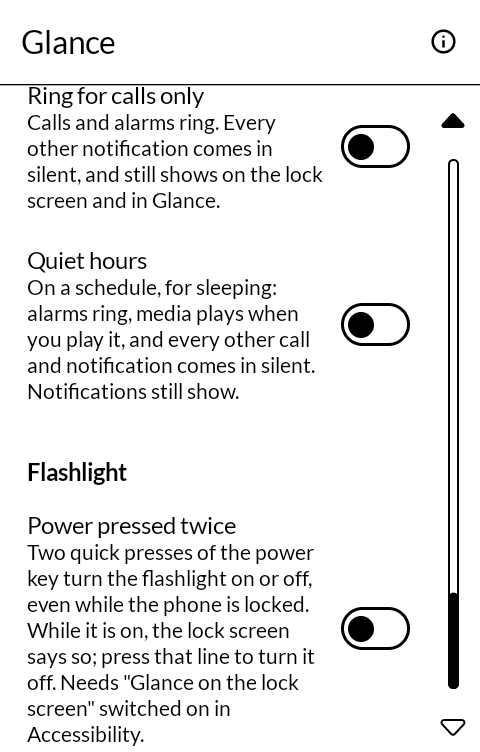 Glance
Ring for calls only
Calls and alarms ring. Every
other notification comes in
silent, and still shows on the lock
screen and in Glance.
Quiet hours
On a schedule, for sleeping:
alarms ring, media plays when
you play it, and every other call
and notification comes in silent.
Notifications still show.
Flashlight
Power pressed twice
Two quick presses of the power
key turn the flashlight on or off,
even while the phone is locked.
While it is on, the lock screen
says so; press that line to turn it
off. Needs "Glance on the lock
screen" switched on in
Accessibility.